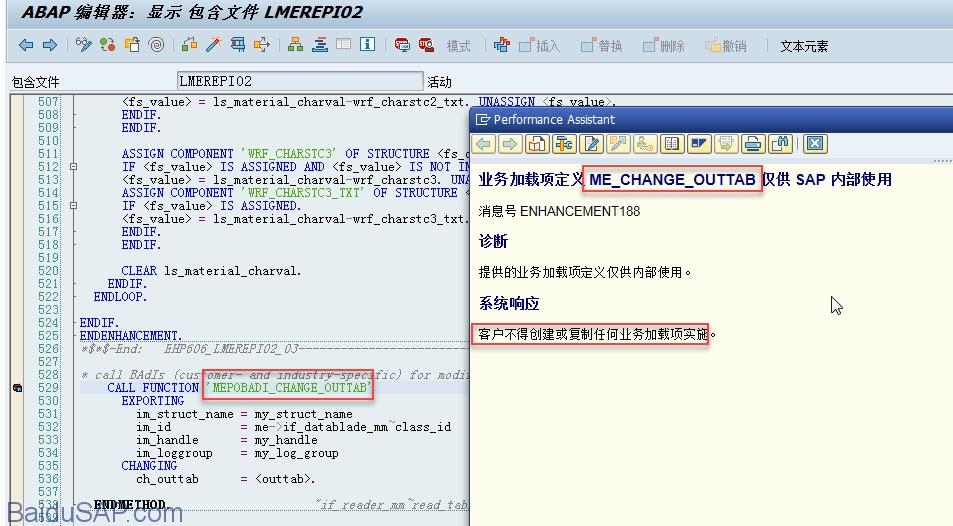 ABAP 编辑器: 显示 包含文件 LMEREPI02
模式 插入 替换 删除 撤销 文本元素
包含文件 LMEREPI02 活动
507 <fs_value> = ls_material_charval-wrf_charstc2_txt. UNASSIGN <fs_value>.
508 ENDIF.
509 ENDIF.
510
511 ASSIGN COMPONENT 'WRF_CHARSTC3' OF STRUCTURE
512 IF <fs_value> IS ASSIGNED AND <fs_value> IS NOT
513 <fs_value> = ls_material_charval-wrf_charstc3.
514 ASSIGN COMPONENT 'WRF_CHARSTC3_TXT' OF STRUCTURE
515 IF <fs_value> IS ASSIGNED.
516 <fs_value> = ls_material_charval-wrf_charstc3_txt.
517 ENDIF.
518 ENDIF.
519
520 CLEAR ls_material_charval.
521 ENDIF.
522 ENDLOOP.
523
524 ENDIF.
525 ENDENHANCEMENT.
526 *$*$-End: EHP606_LMEREPI02_03
527
528 * call BAdIs (customer- and industry-specific) for
529 CALL FUNCTION 'MEPOBADI_CHANGE_OUTTAB'
530 EXPORTING
531 im_struct_name = my_struct_name
532 im_id = me->if_datablade_mm~class_id
533 im_handle = my_handle
534 im_loggroup = my_log_group
535 CHANGING
536 ch_outtab = <outtab>.
537
538 ENDMETHOD. "if_reader_mm~read_tab
539
Performance Assistant
业务加载项定义 ME_CHANGE_OUTTAB 仅供 SAP 内部使用
消息号 ENHANCEMENT188
诊断
提供的业务加载项定义仅供内部使用。
系统响应
客户不得创建或复制任何业务加载项实施。
BaiduSAP.com